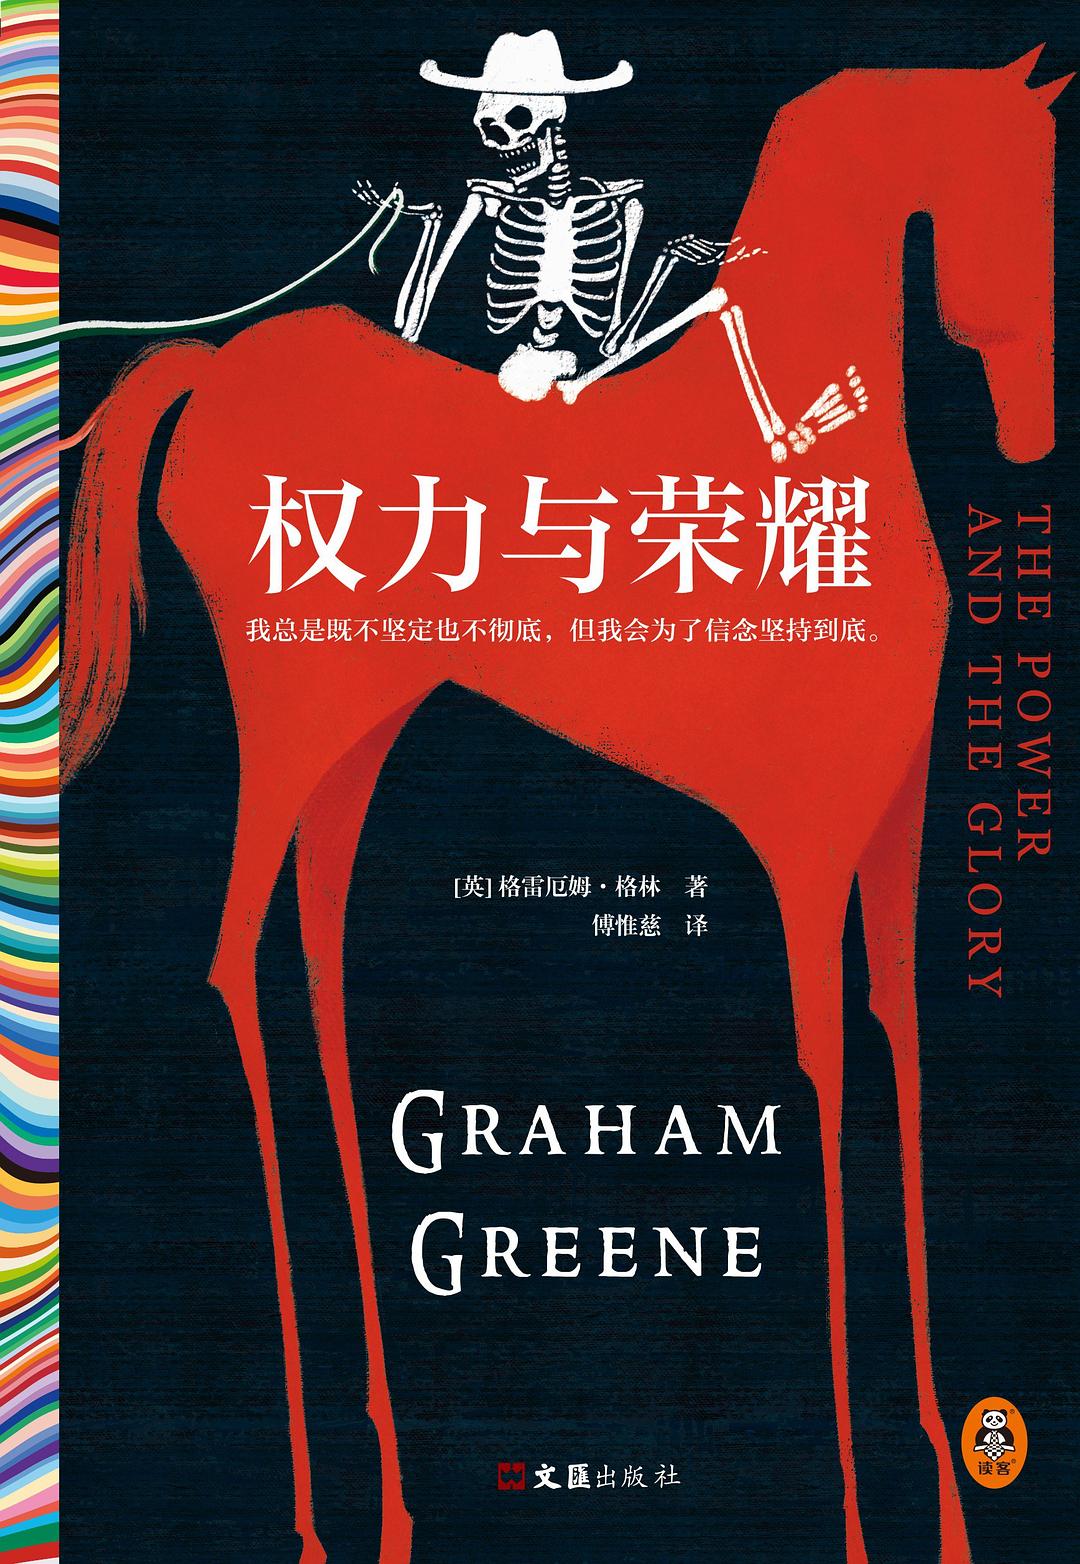 权力与荣耀
我总是既不坚定也不彻底，但我会为了信念坚持到底。
THE POWER
AND THE GLORY
[英] 格雷厄姆·格林 著
傅惟慈 译
GRAHAM
GREENE
文匯出版社
读客®